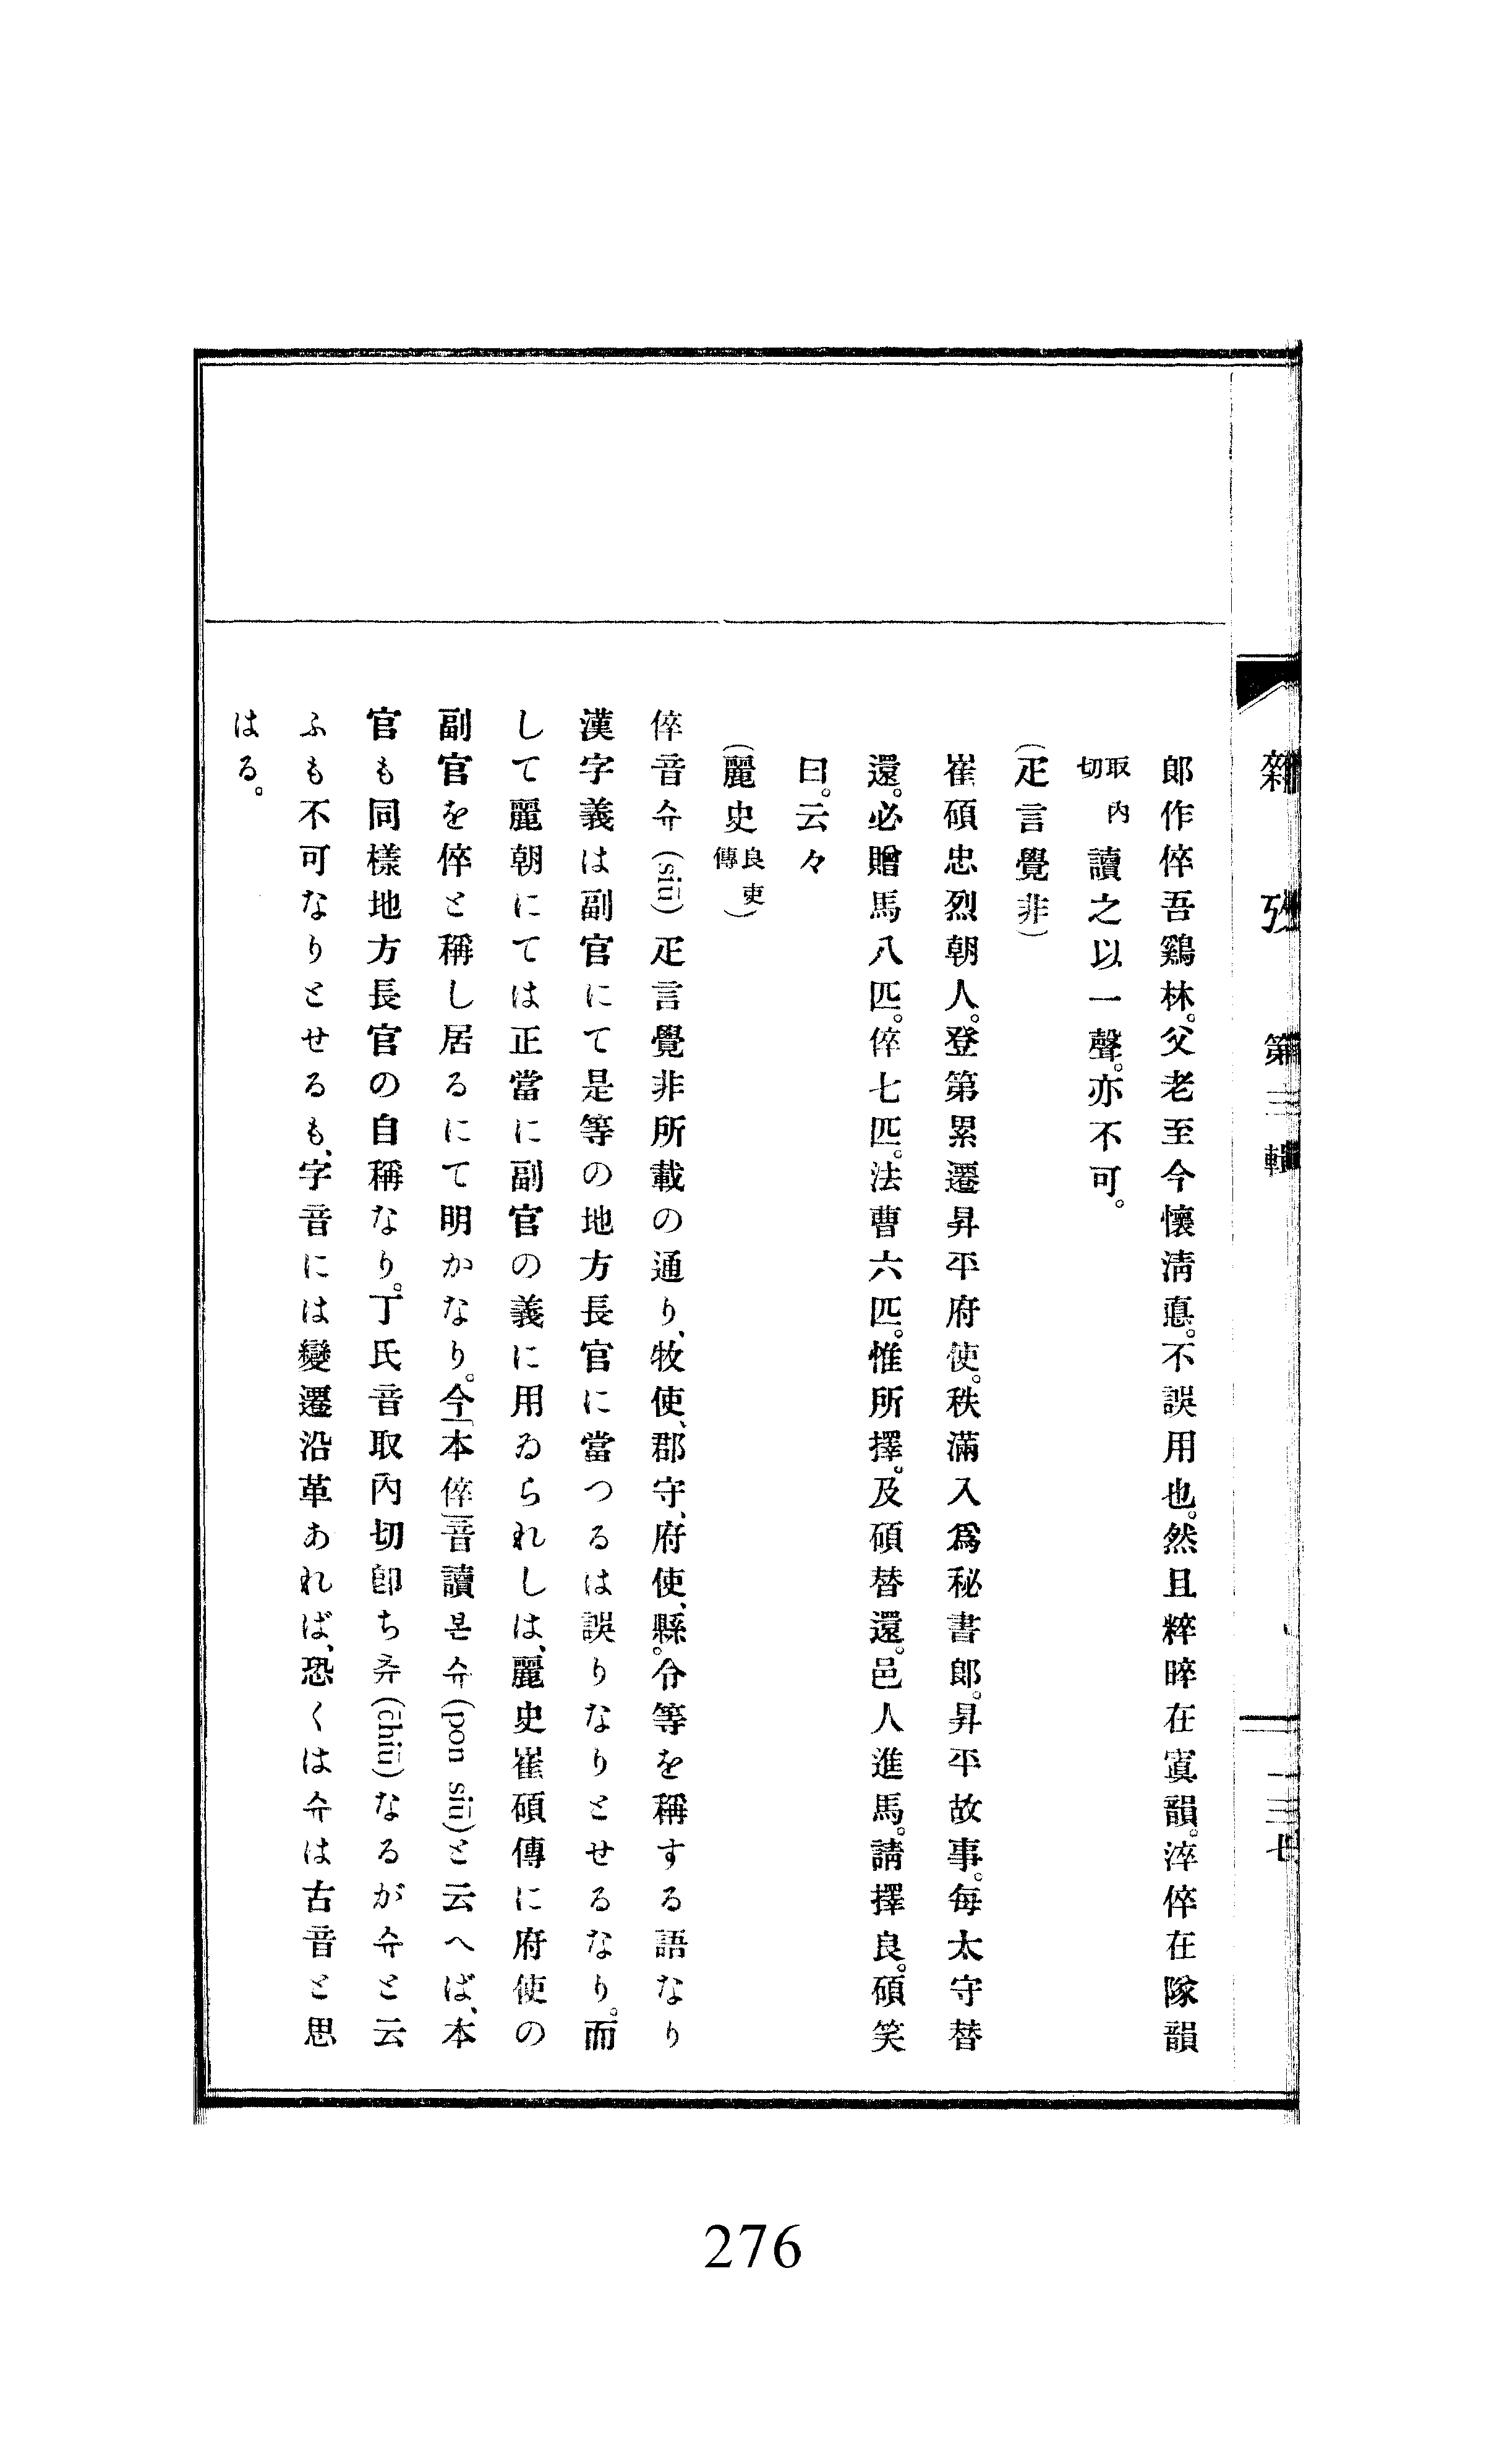 雜攷 第三輯 一三七
郎作倅吾鷄林。父老至今懷淸悳。不誤用也。然且粹晬在寘韻。淬倅在隊韻
取內切讀之以一聲。亦不可。
(疋言覺非)
崔碩忠烈朝人。登第累遷昇平府使。秩滿入爲秘書郎。昇平故事。每太守替
還。必贈馬八匹。倅七匹。法曹六匹。惟所擇。及碩替還。邑人進馬。請擇良。碩笑
曰。云々
(麗史良吏傳)
倅音슈(siū)疋言覺非所載の通り、牧使、郡守、府使、縣。令等を稱する語なり
漢字義は副官にて是等の地方長官に當つるは誤りなりとせるなり。而
して麗朝にては正當に副官の義に用ゐられしは、麗史崔碩傳に府使の
副官を倅と稱し居るにて明かなり。今「本倅」音讀본슈(pon siū)と云へば、本
官も同樣地方長官の自稱なり。丁氏音取內切卽ち츄(chiū)なるが슈と云
ふも不可なりとせるも、字音には變遷沿革あれば、恐くは슈は古音と思
はる。
276